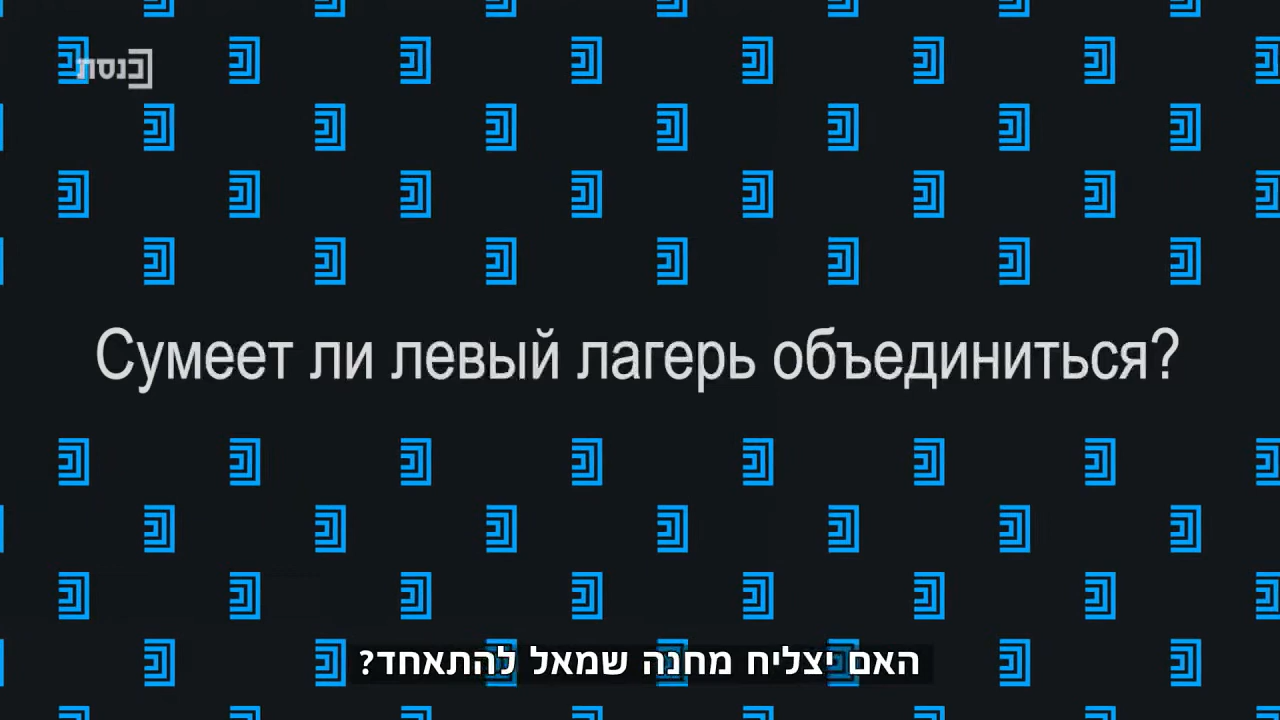 כנסת
Сумеет ли левый лагерь объединиться?
האם יצליח מחנה שמאל להתאחד?